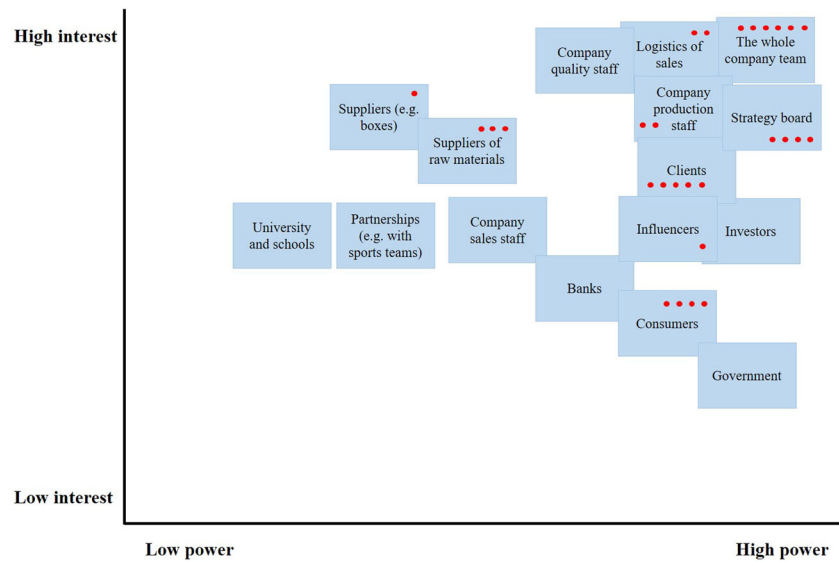 High interest
Company
quality staff
Logistics of
sales
The whole
company team
Suppliers (e.g.
boxes)
Company
production
staff
Strategy board
Suppliers of
raw materials
Clients
University
and schools
Partnerships
(e.g. with
sports teams)
Company
sales staff
Influencers
Investors
Banks
Consumers
Government
Low interest
Low power
High power